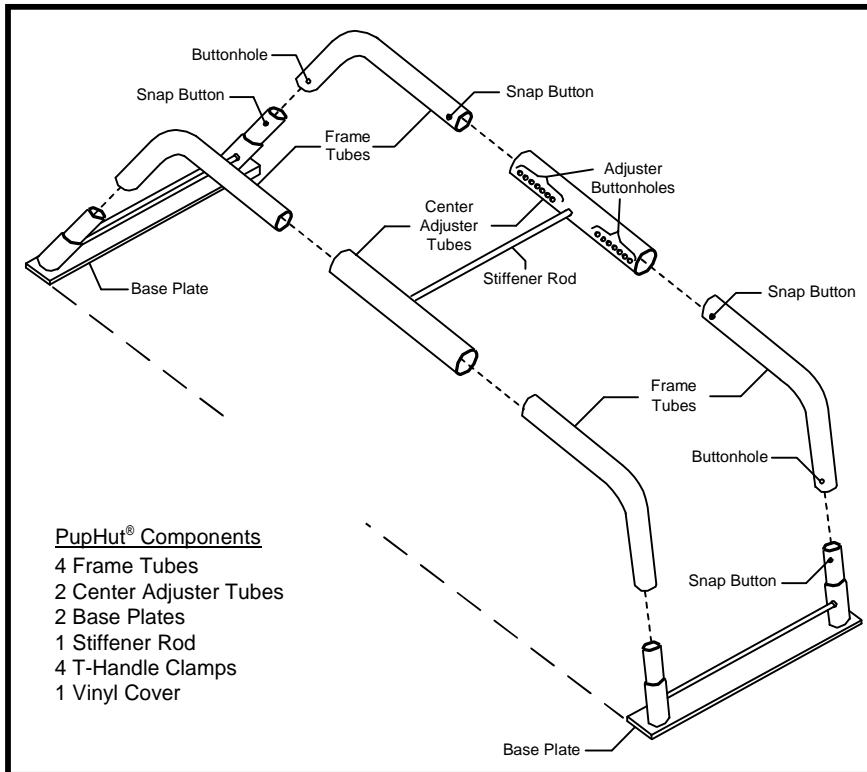 Buttonhole
Snap Button
Snap Button
Frame
Tubes
Adjuster
Buttonholes
Center
Adjuster
Tubes
Stiffener Rod
Base Plate
Snap Button
Frame
Tubes
Buttonhole
Snap Button
Base Plate
PupHut® Components
4 Frame Tubes
2 Center Adjuster Tubes
2 Base Plates
1 Stiffener Rod
4 T-Handle Clamps
1 Vinyl Cover